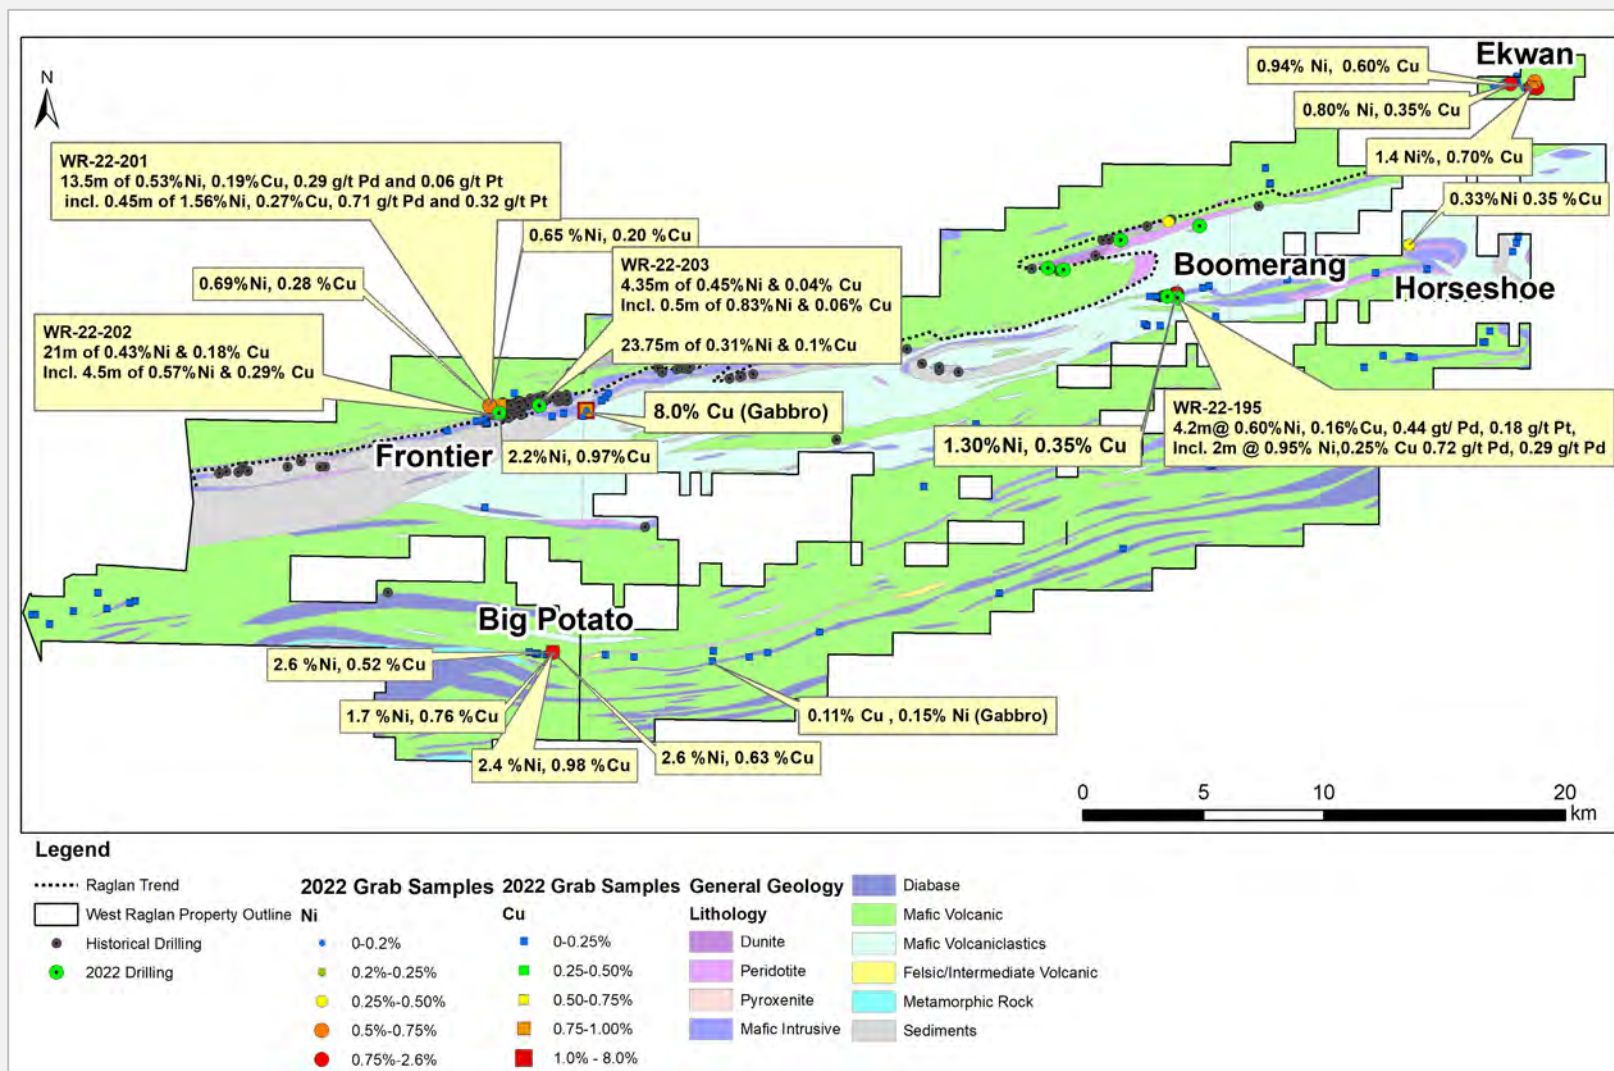 N
Ekwan
0.94% Ni, 0.60% Cu
0.80% Ni, 0.35% Cu
1.4 Ni%, 0.70% Cu
0.33%Ni 0.35 %Cu
WR-22-201
13.5m of 0.53%Ni, 0.19%Cu, 0.29 g/t Pd and 0.06 g/t Pt
incl. 0.45m of 1.56%Ni, 0.27%Cu, 0.71 g/t Pd and 0.32 g/t Pt
0.65 %Ni, 0.20 %Cu
0.69%Ni, 0.28 %Cu
WR-22-203
4.35m of 0.45%Ni & 0.04% Cu
Incl. 0.5m of 0.83%Ni & 0.06% Cu
23.75m of 0.31%Ni & 0.1%Cu
Boomerang
Horseshoe
WR-22-202
21m of 0.43%Ni & 0.18% Cu
Incl. 4.5m of 0.57%Ni & 0.29% Cu
8.0% Cu (Gabbro)
Frontier
2.2%Ni, 0.97%Cu
1.30%Ni, 0.35% Cu
WR-22-195
4.2m@ 0.60%Ni, 0.16%Cu, 0.44 gt/ Pd, 0.18 g/t Pt,
Incl. 2m @ 0.95% Ni,0.25% Cu 0.72 g/t Pd, 0.29 g/t Pd
Big Potato
2.6 %Ni, 0.52 %Cu
1.7 %Ni, 0.76 %Cu
2.4 %Ni, 0.98 %Cu
2.6 %Ni, 0.63 %Cu
0.11% Cu , 0.15% Ni (Gabbro)
0 5 10 20
km
Legend
Raglan Trend
West Raglan Property Outline
Historical Drilling
2022 Drilling
2022 Grab Samples
Ni
0-0.2%
0.2%-0.25%
0.25%-0.50%
0.5%-0.75%
0.75%-2.6%
2022 Grab Samples
Cu
0-0.25%
0.25-0.50%
0.50-0.75%
0.75-1.00%
1.0% - 8.0%
General Geology
Lithology
Dunite
Peridotite
Pyroxenite
Mafic Intrusive
Diabase
Mafic Volcanic
Mafic Volcaniclastics
Felsic/Intermediate Volcanic
Metamorphic Rock
Sediments